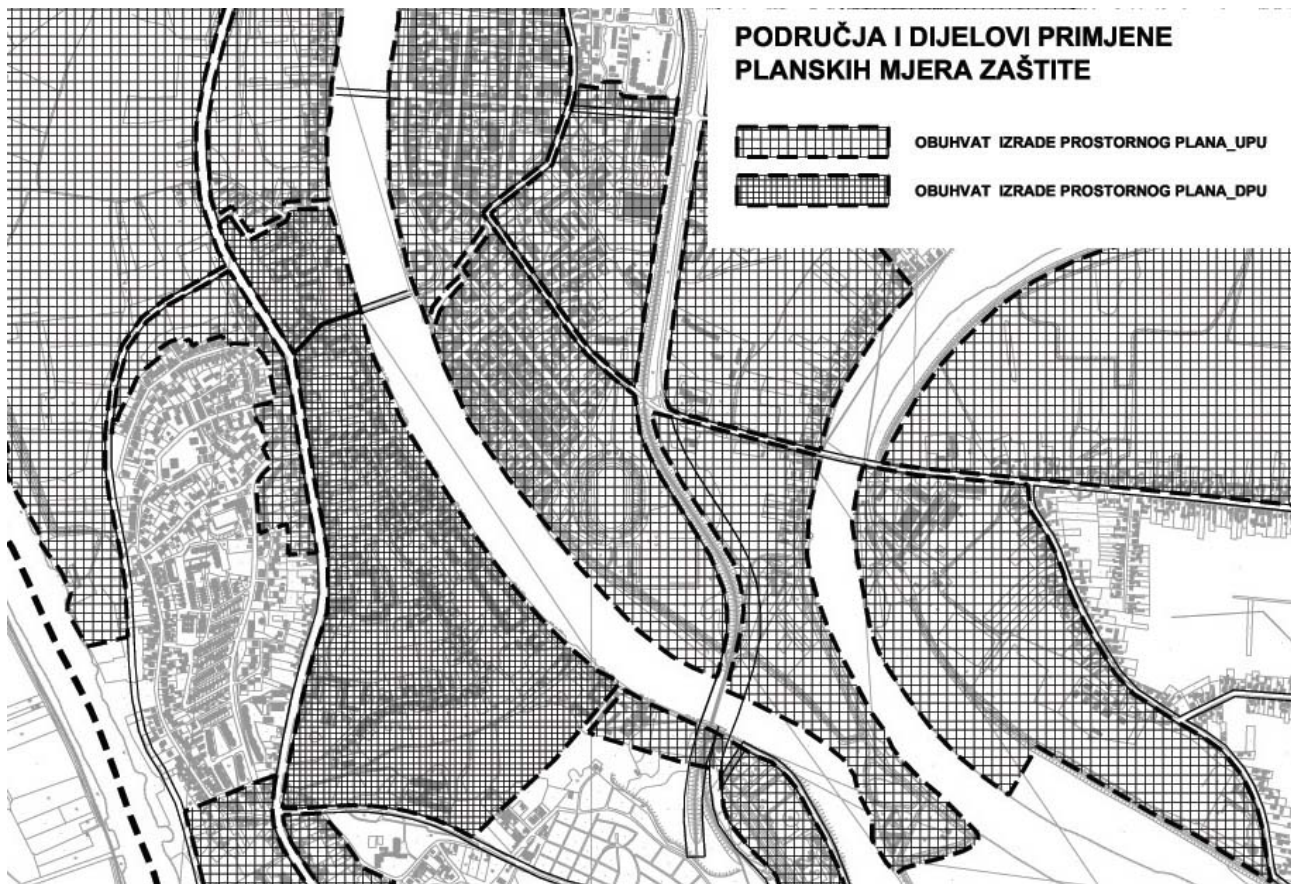 PODRUČJA I DIJELOVI PRIMJENE
PLANSKIH MJERA ZAŠTITE
OBUHVAT IZRADE PROSTORNOG PLANA_UPU
OBUHVAT IZRADE PROSTORNOG PLANA_DPU